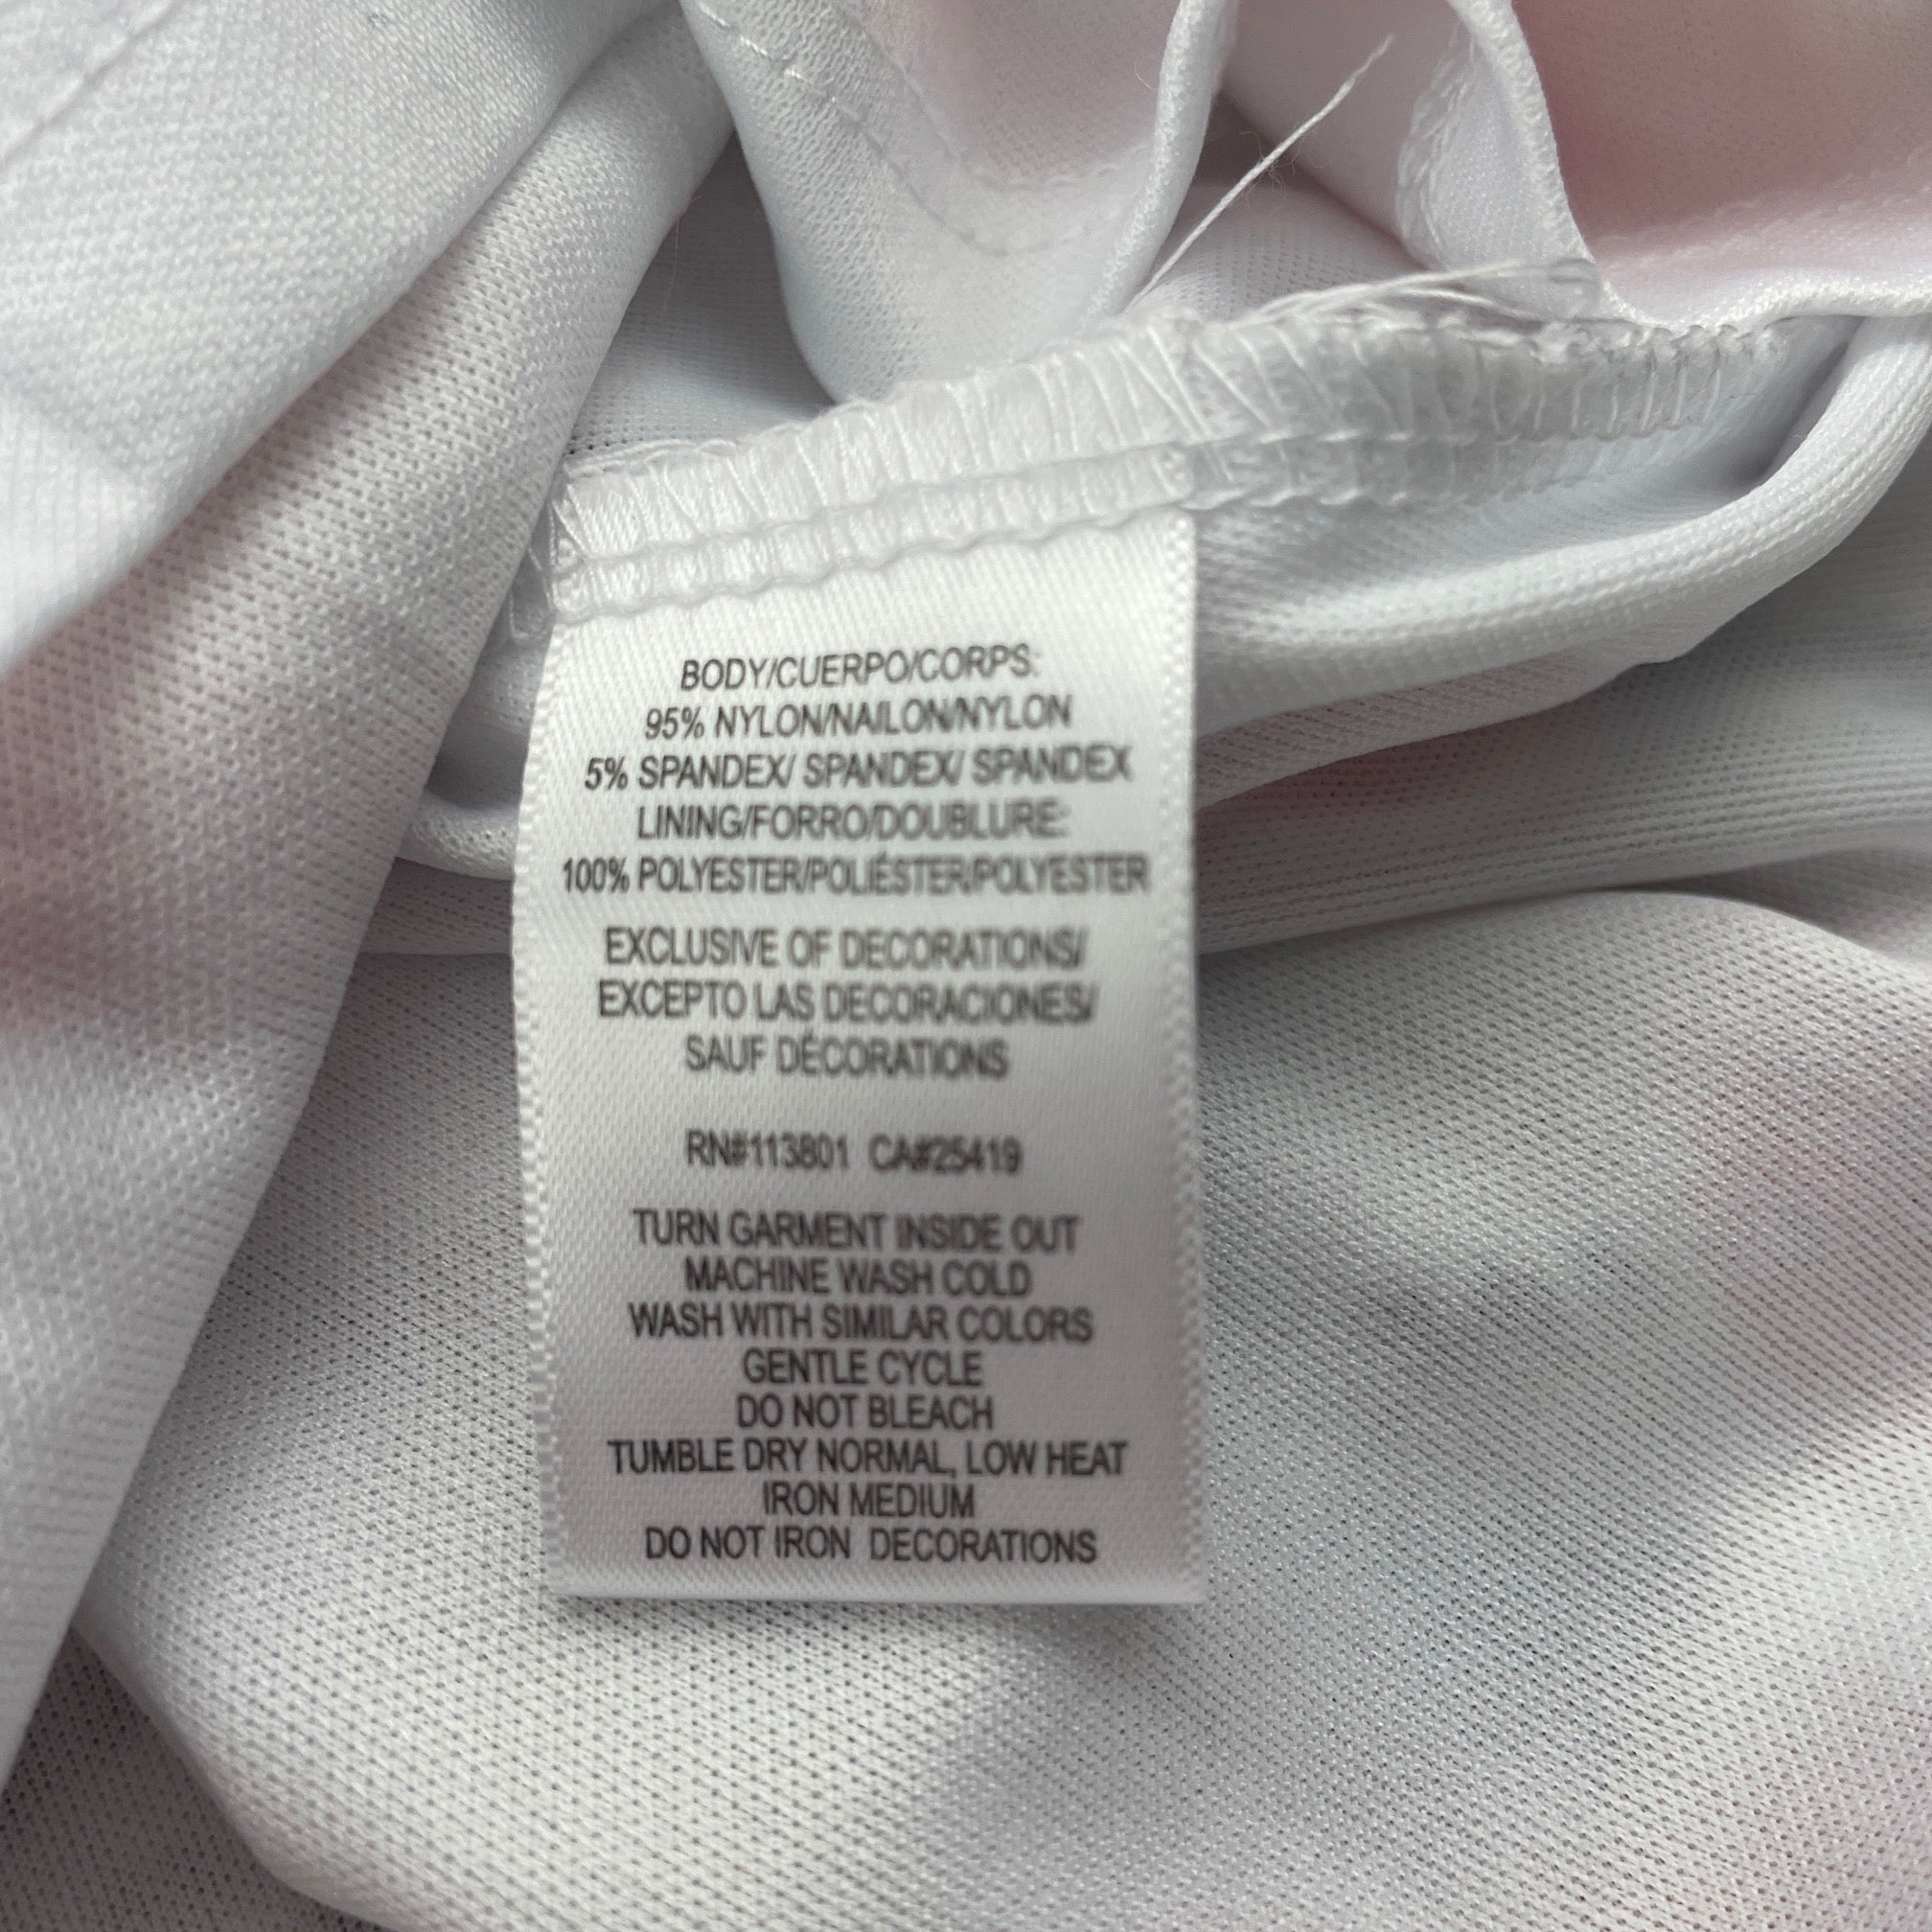 BODY/CUERPO/CORPS:
95% NYLON/NAILON/NYLON
5% SPANDEX/ SPANDEX/ SPANDEX
LINING/FORRO/DOUBLURE:
100% POLYESTER/POLIÉSTER/POLYESTER
EXCLUSIVE OF DECORATIONS/
EXCEPTO LAS DECORACIONES/
SAUF DÉCORATIONS
RN#113801 CA#25419
TURN GARMENT INSIDE OUT
MACHINE WASH COLD
WASH WITH SIMILAR COLORS
GENTLE CYCLE
DO NOT BLEACH
TUMBLE DRY NORMAL, LOW HEAT
IRON MEDIUM
DO NOT IRON DECORATIONS